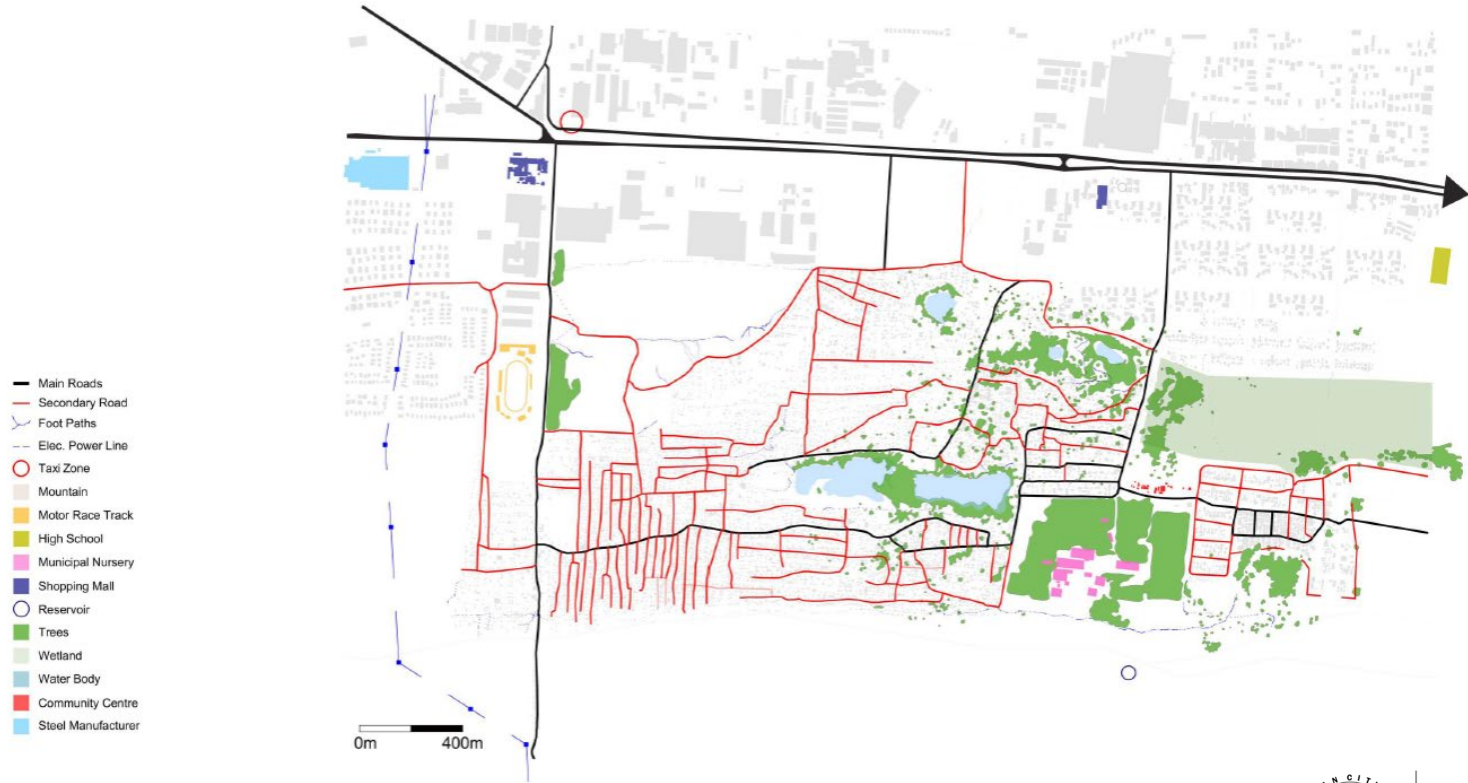 Main Roads
Secondary Road
Foot Paths
Elec. Power Line
Taxi Zone
Mountain
Motor Race Track
High School
Municipal Nursery
Shopping Mall
Reservoir
Trees
Wetland
Water Body
Community Centre
Steel Manufacturer
0m 400m